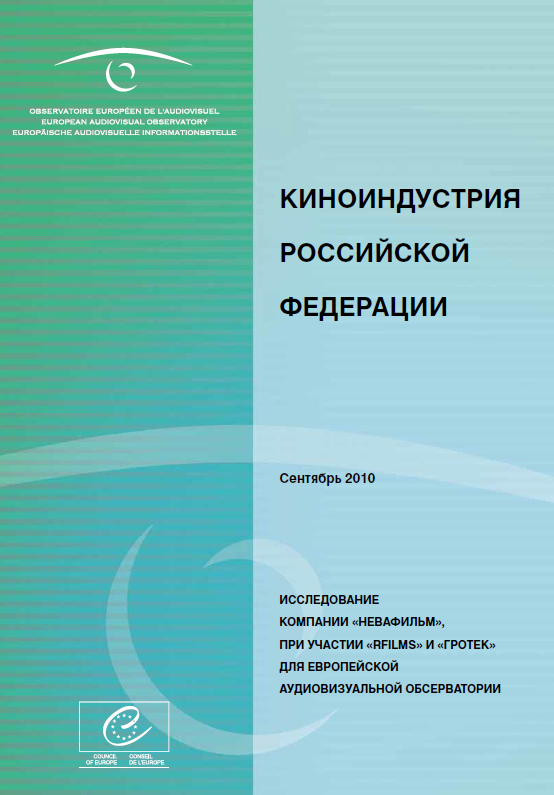 OBSERVATOIRE EUROPÉEN DE L'AUDIOVISUEL
EUROPEAN AUDIOVISUAL OBSERVATORY
EUROPÄISCHE AUDIOVISUELLE INFORMATIONSSTELLE
КИНОИНДУСТРИЯ
РОССИЙСКОЙ
ФЕДЕРАЦИИ
Сентябрь 2010
ИССЛЕДОВАНИЕ
КОМПАНИИ «НЕВАФИЛЬМ»,
ПРИ УЧАСТИИ «RFILMS» И «ГРОТЕК»
ДЛЯ ЕВРОПЕЙСКОЙ
АУДИОВИЗУАЛЬНОЙ ОБСЕРВАТОРИИ
COUNCIL CONSEIL
OF EUROPE DE L'EUROPE